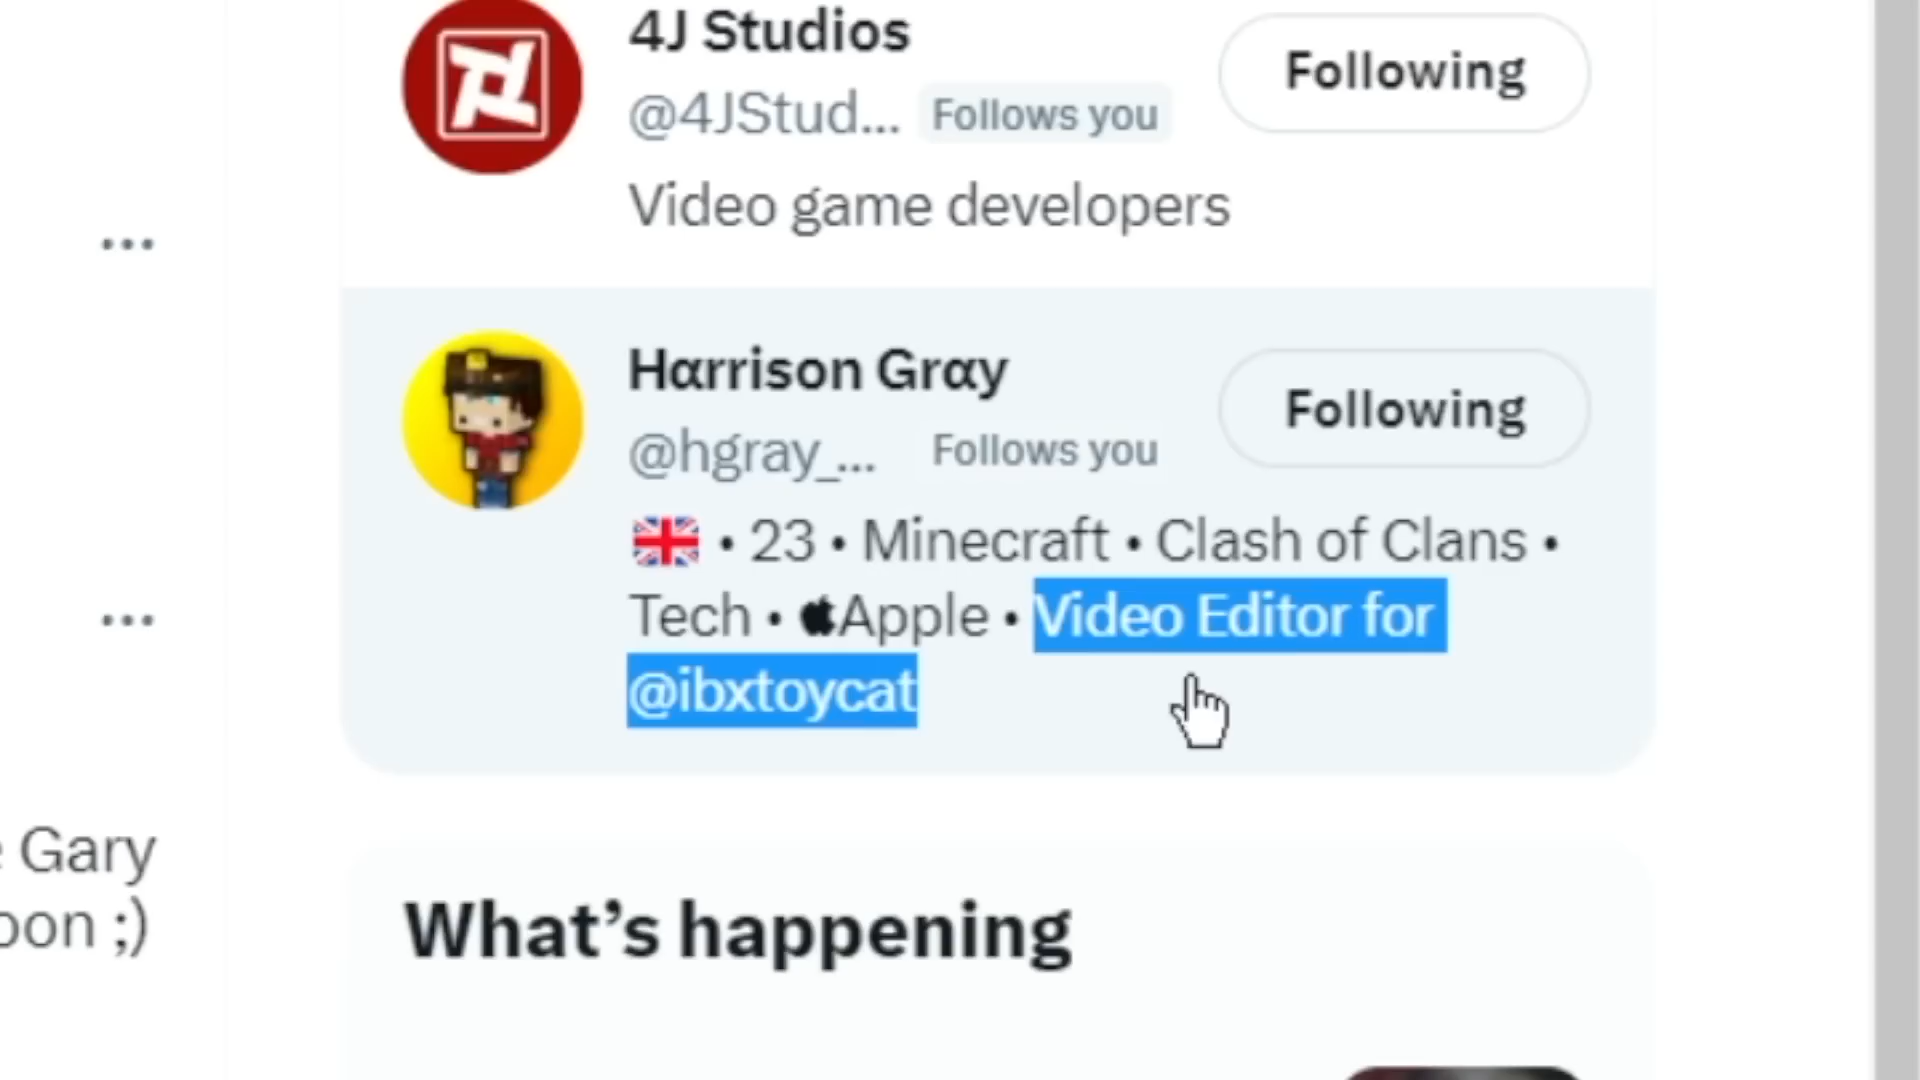 4J Studios
Following
@4JStud... Follows you
Video game developers
...
Hαrrison Grαy
Following
@hgray_... Follows you
🇬🇧 • 23 • Minecraft • Clash of Clans •
Tech • Apple • Video Editor for
@ibxtoycat
...
Gary
oon ;)
What’s happening